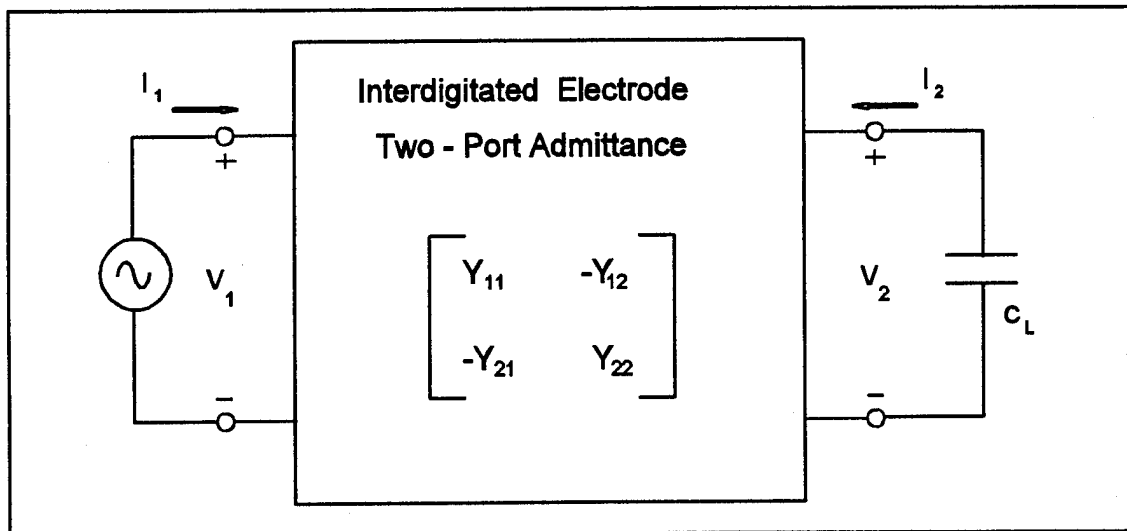 Interdigitated Electrode
Two - Port Admittance
I1
I2
+
+
V1
Y11 -Y12
-Y21 Y22
V2
CL
-
-